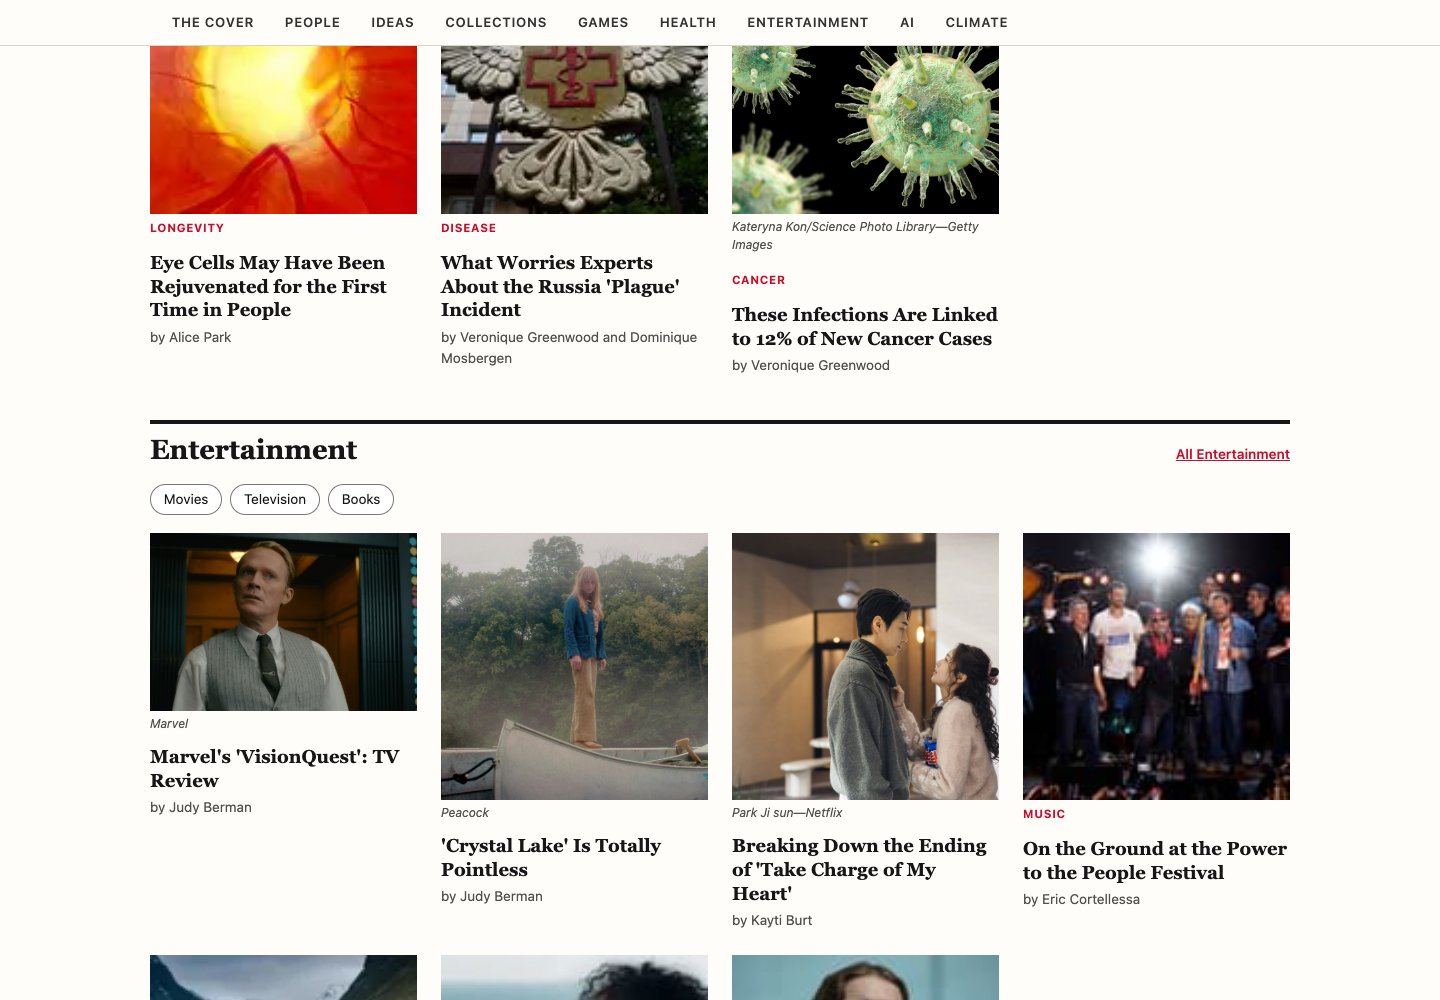 THE COVER PEOPLE IDEAS COLLECTIONS GAMES HEALTH ENTERTAINMENT AI CLIMATE
LONGEVITY
Eye Cells May Have Been
Rejuvenated for the First
Time in People
by Alice Park
DISEASE
What Worries Experts
About the Russia 'Plague'
Incident
by Veronique Greenwood and Dominique
Mosbergen
Kateryna Kon/Science Photo Library—Getty
Images
CANCER
These Infections Are Linked
to 12% of New Cancer Cases
by Veronique Greenwood
Entertainment
All Entertainment
Movies Television Books
Marvel
Marvel's 'VisionQuest': TV
Review
by Judy Berman
Peacock
'Crystal Lake' Is Totally
Pointless
by Judy Berman
Park Ji sun—Netflix
Breaking Down the Ending
of 'Take Charge of My
Heart'
by Kayti Burt
MUSIC
On the Ground at the Power
to the People Festival
by Eric Cortellessa